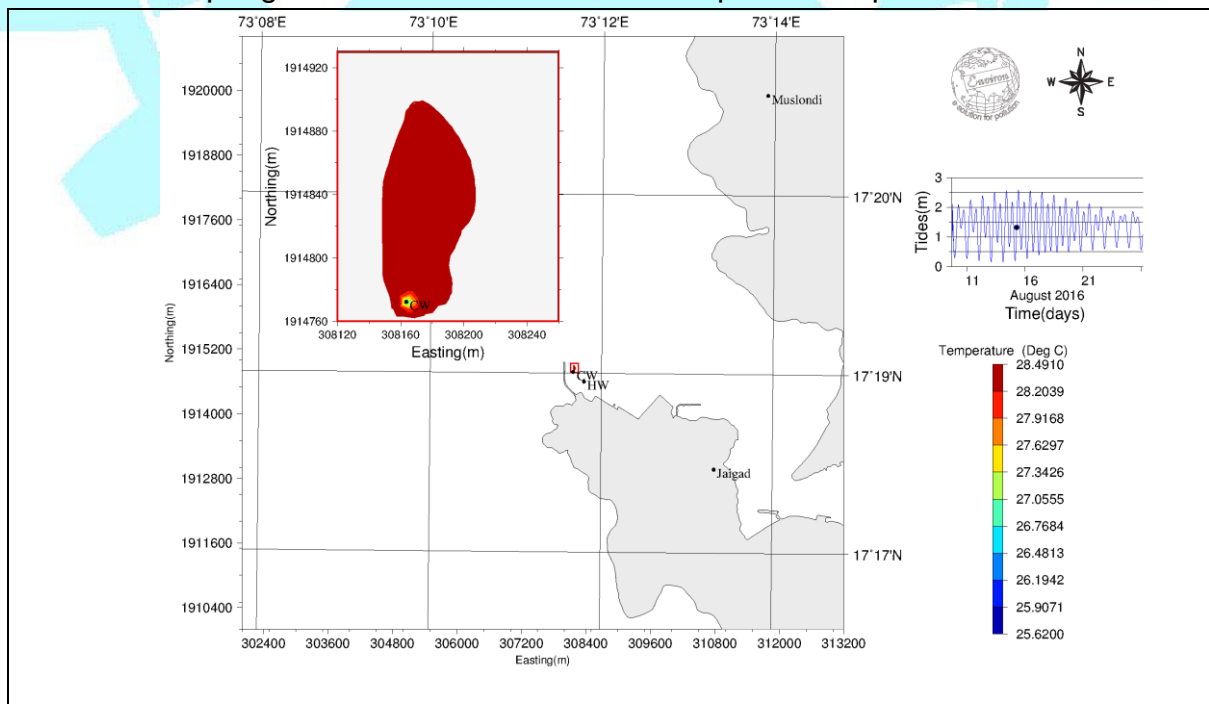 73°08'E 73°10'E 73°12'E 73°14'E
1920000
1918800
1917600
1916400
1915200
1914000
1912800
1911600
1910400
Northing(m)
302400 303600 304800 306000 307200 308400 309600 310800 312000 313200
Easting(m)
17°20'N
17°19'N
17°17'N
1914920
1914880
1914840
1914800
1914760
Northing(m)
308120 308160 308200 308240
Easting(m)
CW
Muslondi
CW
HW
Jaigad
Environ
a solution for pollution
N
W E
S
Tides(m)
3
2
1
0
11 16 21
August 2016
Time(days)
Temperature (Deg C)
28.4910
28.2039
27.9168
27.6297
27.3426
27.0555
26.7684
26.4813
26.1942
25.9071
25.6200